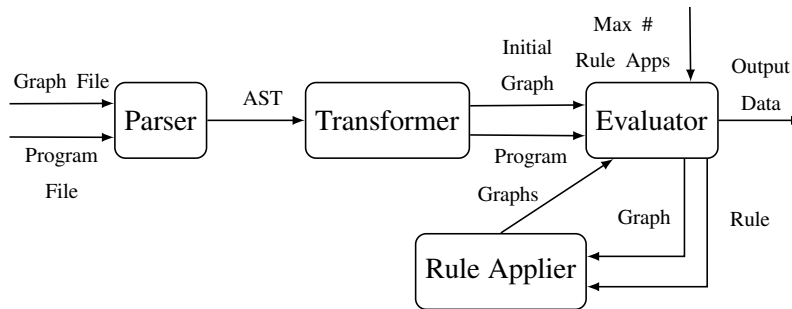 Max #
Rule Apps
Initial
Graph
Output
Data
Graph File
Parser
AST
Transformer
Evaluator
Program
File
Program
Graphs
Graph
Rule
Rule Applier